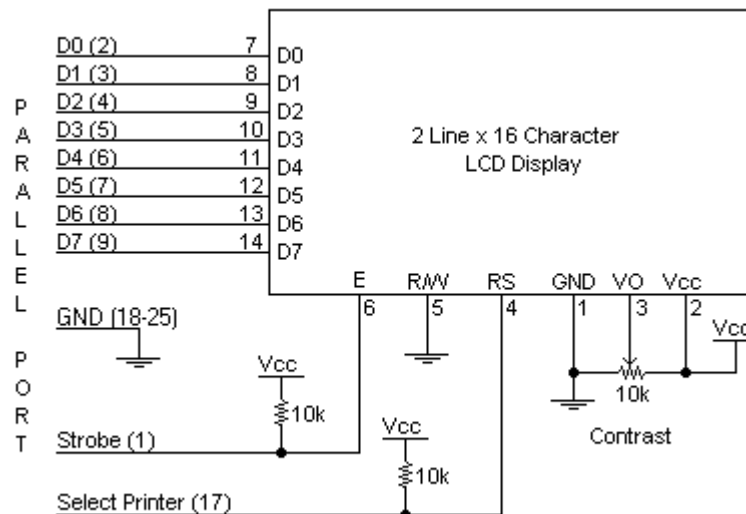 PARALLEL PORT
D0 (2) 7 D0
D1 (3) 8 D1
D2 (4) 9 D2
D3 (5) 10 D3
D4 (6) 11 D4
D5 (7) 12 D5
D6 (8) 13 D6
D7 (9) 14 D7
2 Line x 16 Character
LCD Display
E R/W RS GND VO Vcc
6 5 4 1 3 2
GND (18-25)
Vcc
Vcc
10k
10k
Contrast
Strobe (1)
Vcc
10k
Select Printer (17)